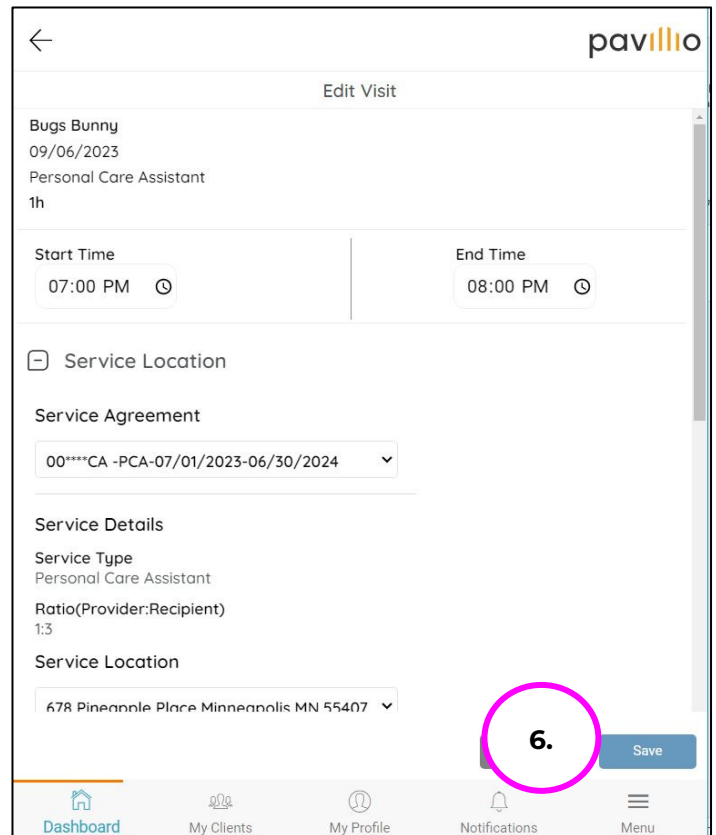 pavillio
Edit Visit
Bugs Bunny
09/06/2023
Personal Care Assistant
1h
Start Time
End Time
07:00 PM
08:00 PM
Service Location
Service Agreement
00****CA -PCA-07/01/2023-06/30/2024
Service Details
Service Type
Personal Care Assistant
Ratio(Provider:Recipient)
1:3
Service Location
678 Pineapple Place Minneapolis MN 55407
6.
Save
Dashboard
My Clients
My Profile
Notifications
Menu